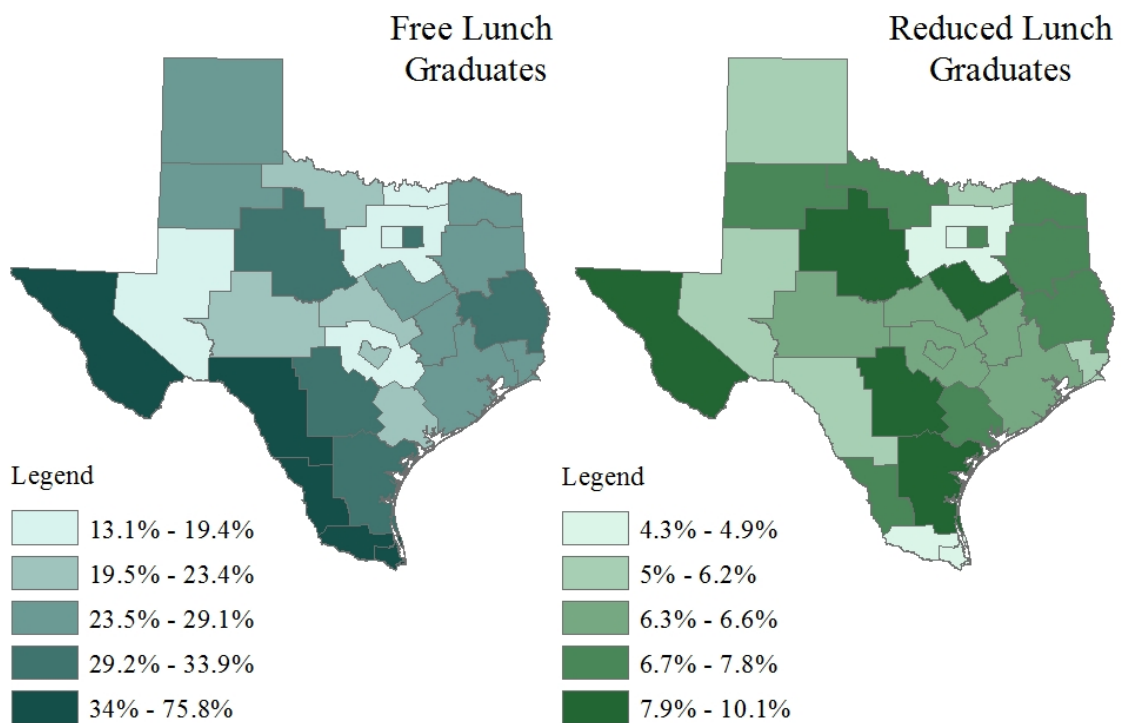 Free Lunch
Graduates
Legend
13.1% - 19.4%
19.5% - 23.4%
23.5% - 29.1%
29.2% - 33.9%
34% - 75.8%
Reduced Lunch
Graduates
Legend
4.3% - 4.9%
5% - 6.2%
6.3% - 6.6%
6.7% - 7.8%
7.9% - 10.1%